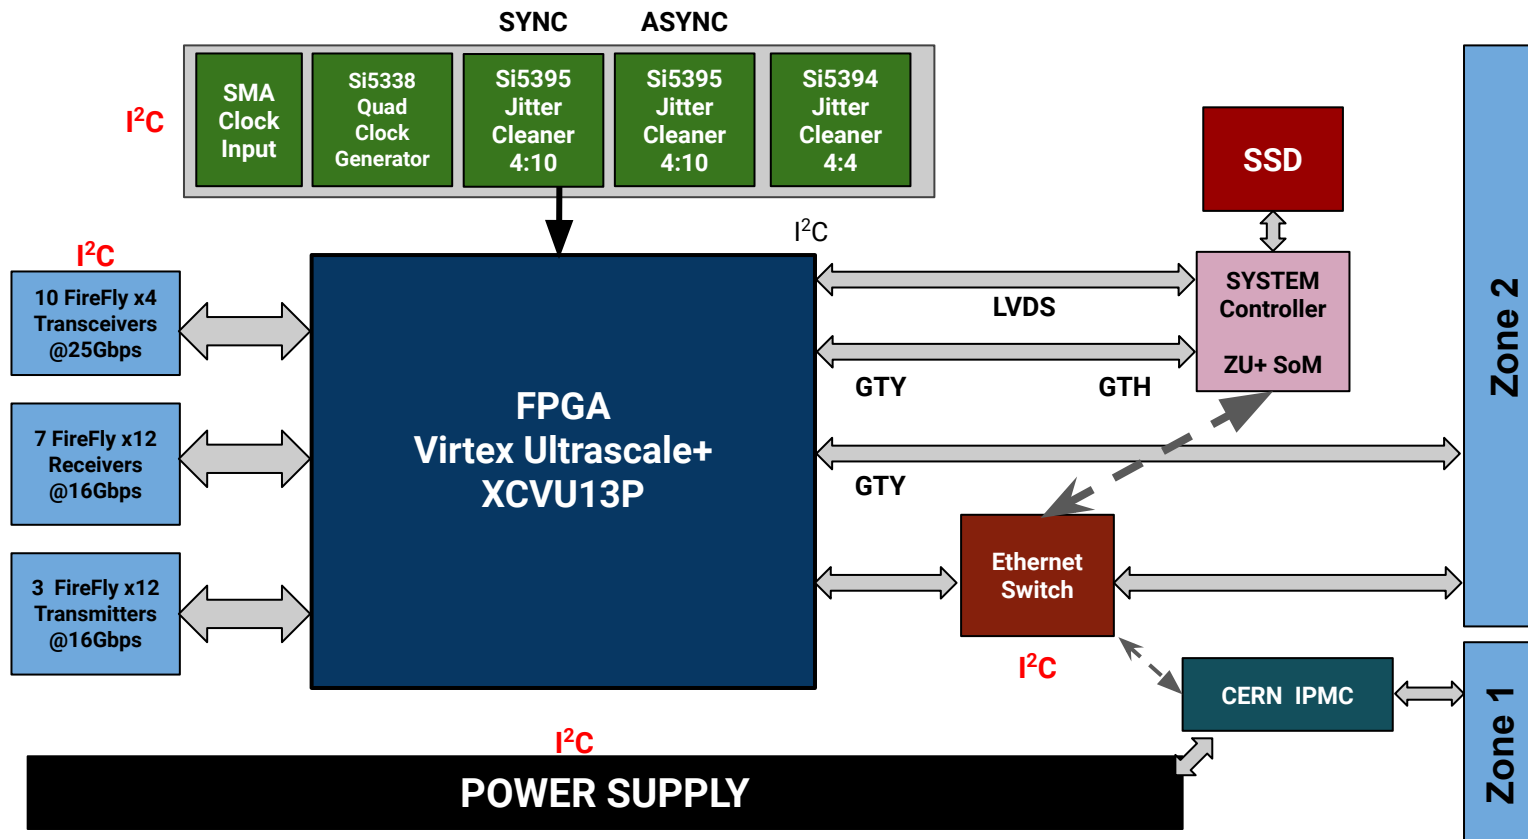 SYNC
ASYNC
I²C
SMA
Clock
Input
Si5338
Quad
Clock
Generator
Si5395
Jitter
Cleaner
4:10
Si5395
Jitter
Cleaner
4:10
Si5394
Jitter
Cleaner
4:4
SSD
I²C
I²C
10 FireFly x4
Transceivers
@25Gbps
7 FireFly x12
Receivers
@16Gbps
3 FireFly x12
Transmitters
@16Gbps
FPGA
Virtex Ultrascale+
XCVU13P
LVDS
GTY
GTH
GTY
SYSTEM
Controller
ZU+ SoM
Ethernet
Switch
I²C
CERN IPMC
Zone 2
Zone 1
I²C
POWER SUPPLY